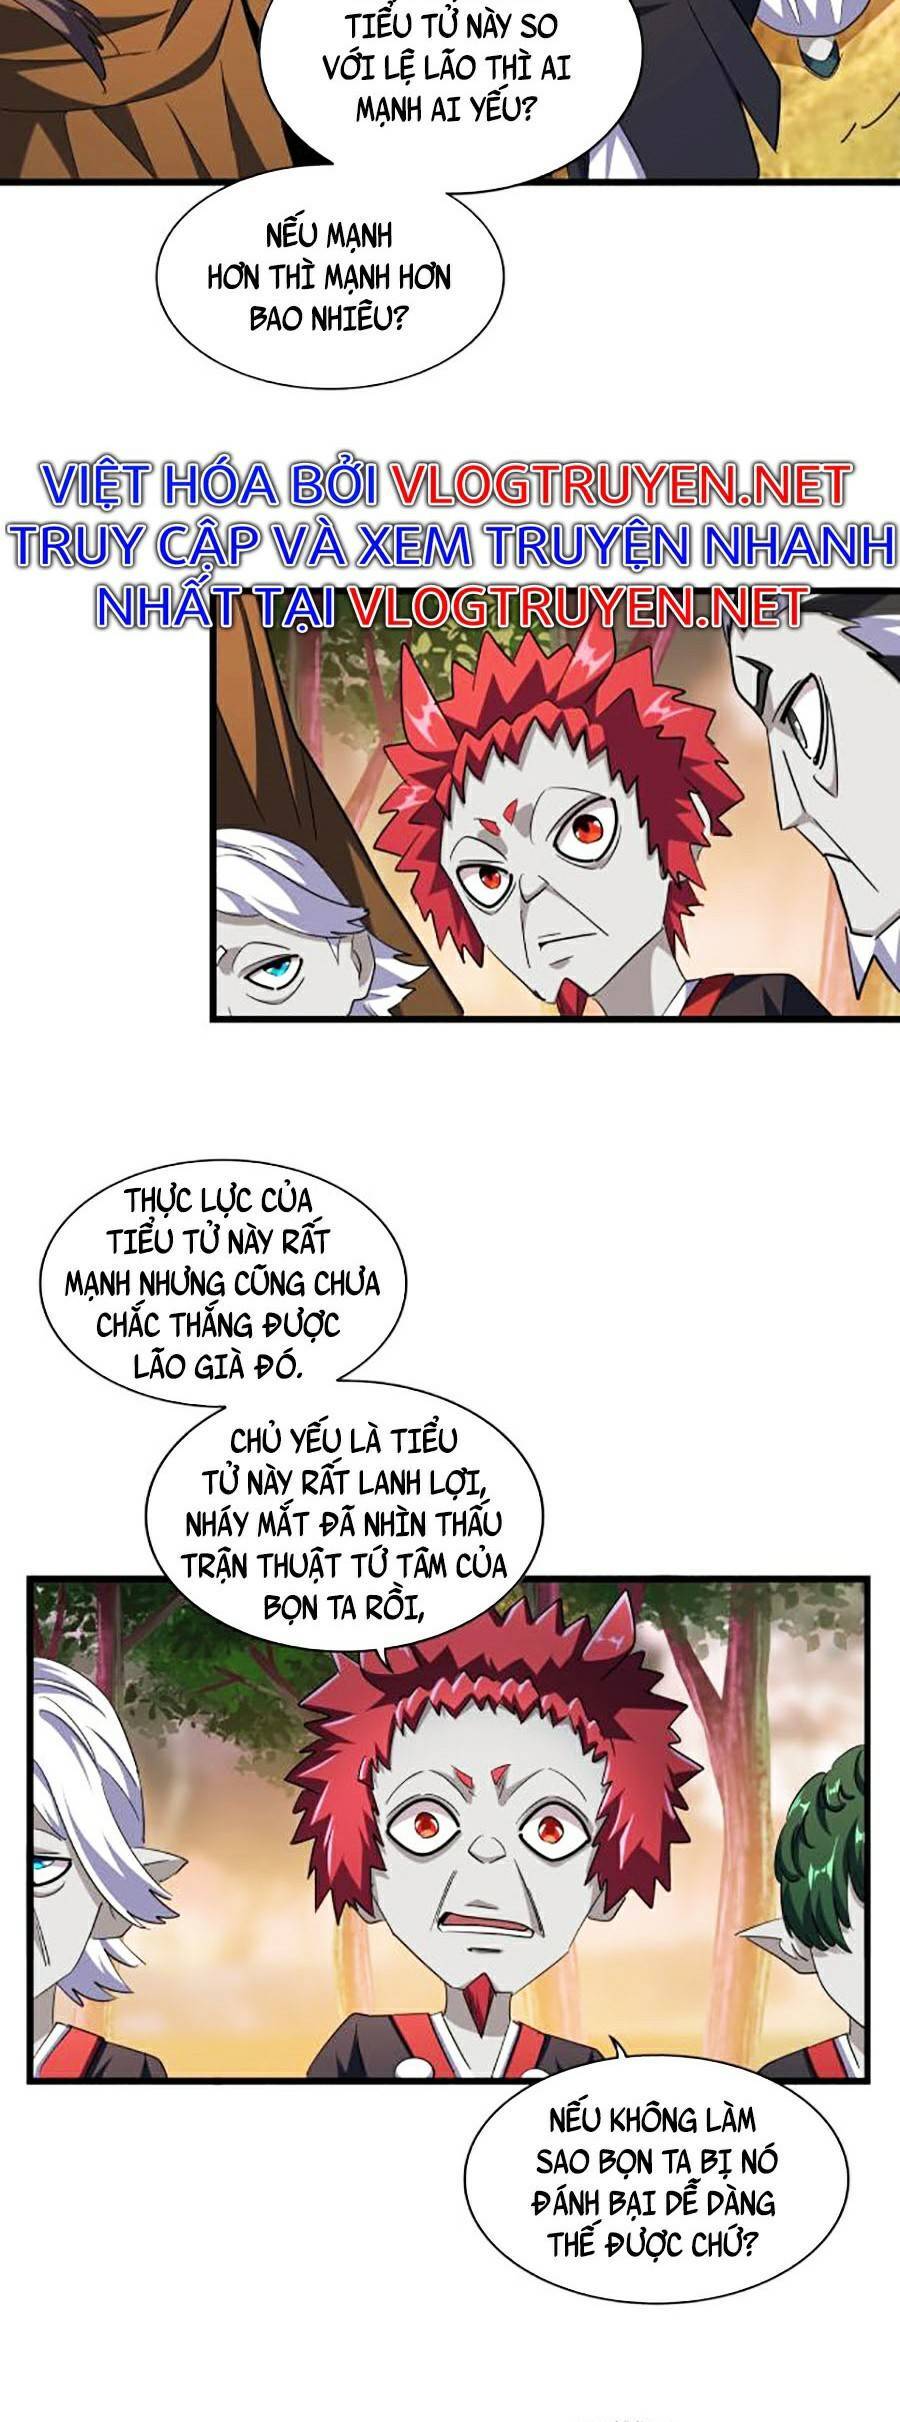 TIỂU TỬ NÀY SO
VỚI LỆ LÃO THÌ AI
MẠNH AI YẾU?
NẾU MẠNH
HƠN THÌ MẠNH HƠN
BAO NHIÊU?
VIỆT HÓA BỞI VLOGTRUYEN.NET
TRUY CẬP VÀ XEM TRUYỆN NHANH
NHẤT TẠI VLOGTRUYEN.NET
THỰC LỰC CỦA
TIỂU TỬ NÀY RẤT
MẠNH NHƯNG CŨNG CHƯA
CHẮC THẮNG ĐƯỢC
LÃO GIÀ ĐÓ.
CHỦ YẾU LÀ TIỂU
TỬ NÀY RẤT LANH LỢI,
NHÁY MẮT ĐÃ NHÌN THẤU
TRẬN THUẬT TỨ TÂM CỦA
BỌN TA RỒI,
NẾU KHÔNG LÀM
SAO BỌN TA BỊ NÓ
ĐÁNH BẠI DỄ DÀNG
THẾ ĐƯỢC CHỨ?